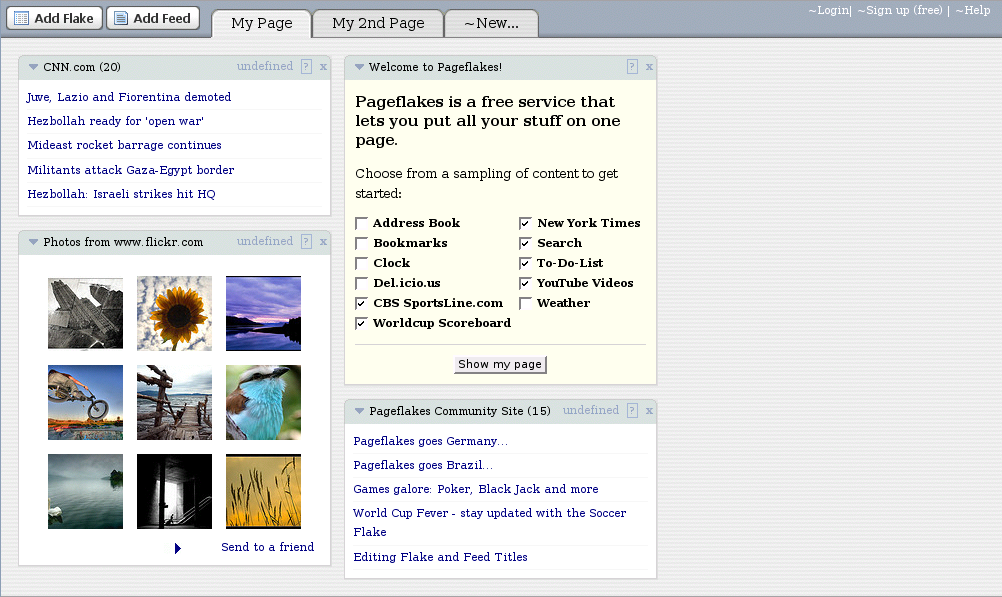 Add Flake
Add Feed
My Page
My 2nd Page
~New...
~Login| ~Sign up (free) | ~Help
CNN.com (20)
undefined ? x
Juve, Lazio and Fiorentina demoted
Hezbollah ready for 'open war'
Mideast rocket barrage continues
Militants attack Gaza-Egypt border
Hezbollah: Israeli strikes hit HQ
Photos from www.flickr.com
undefined ? x
Send to a friend
Welcome to Pageflakes!
? x
Pageflakes is a free service that
lets you put all your stuff on one
page.
Choose from a sampling of content to get
started:
Address Book
Bookmarks
Clock
Del.icio.us
CBS SportsLine.com
Worldcup Scoreboard
New York Times
Search
To-Do-List
YouTube Videos
Weather
Show my page
Pageflakes Community Site (15)
undefined ? x
Pageflakes goes Germany...
Pageflakes goes Brazil...
Games galore: Poker, Black Jack and more
World Cup Fever - stay updated with the Soccer
Flake
Editing Flake and Feed Titles